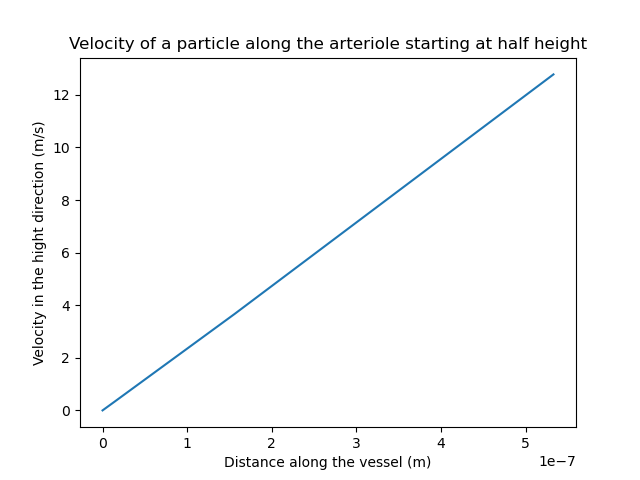 Velocity of a particle along the arteriole starting at half height
12
10
8
6
4
2
0
Velocity in the hight direction (m/s)
0 1 2 3 4 5
1e−7
Distance along the vessel (m)